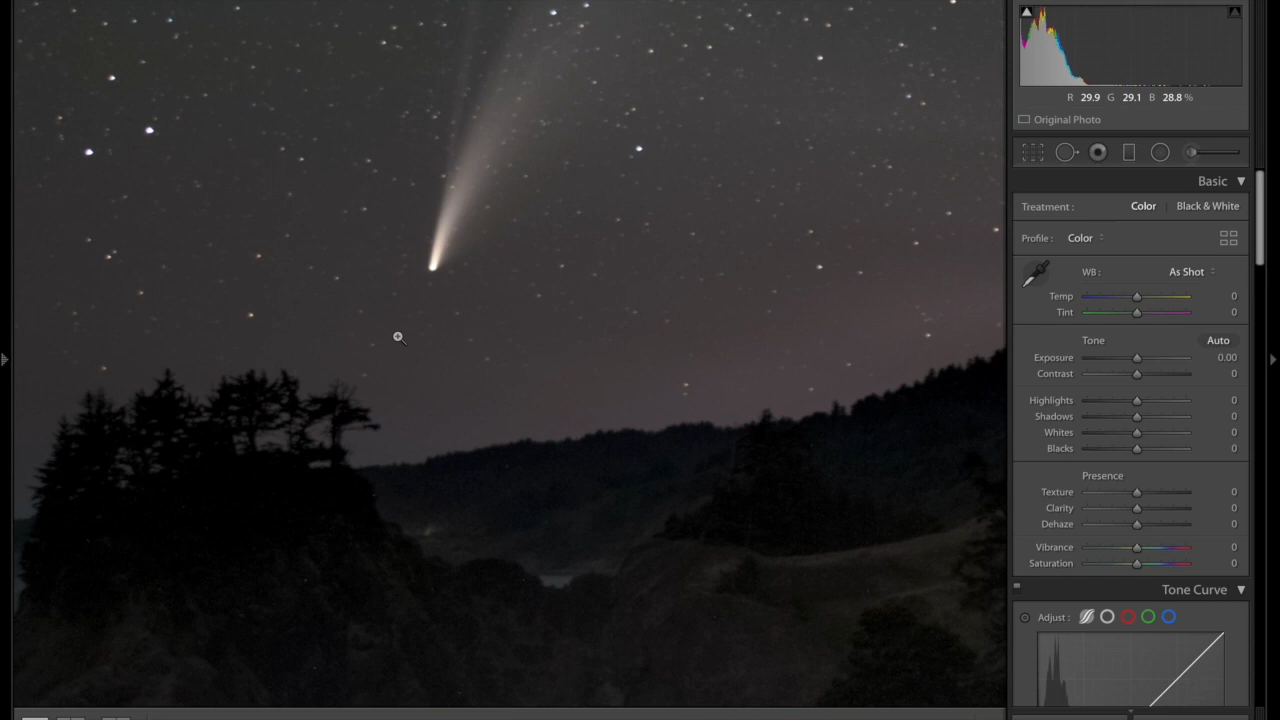 R 29.9 G 29.1 B 28.8 %
Original Photo
Basic
Treatment : Color | Black & White
Profile : Color
WB : As Shot
Temp 0
Tint 0
Tone Auto
Exposure 0.00
Contrast 0
Highlights 0
Shadows 0
Whites 0
Blacks 0
Presence
Texture 0
Clarity 0
Dehaze 0
Vibrance 0
Saturation 0
Tone Curve
Adjust :